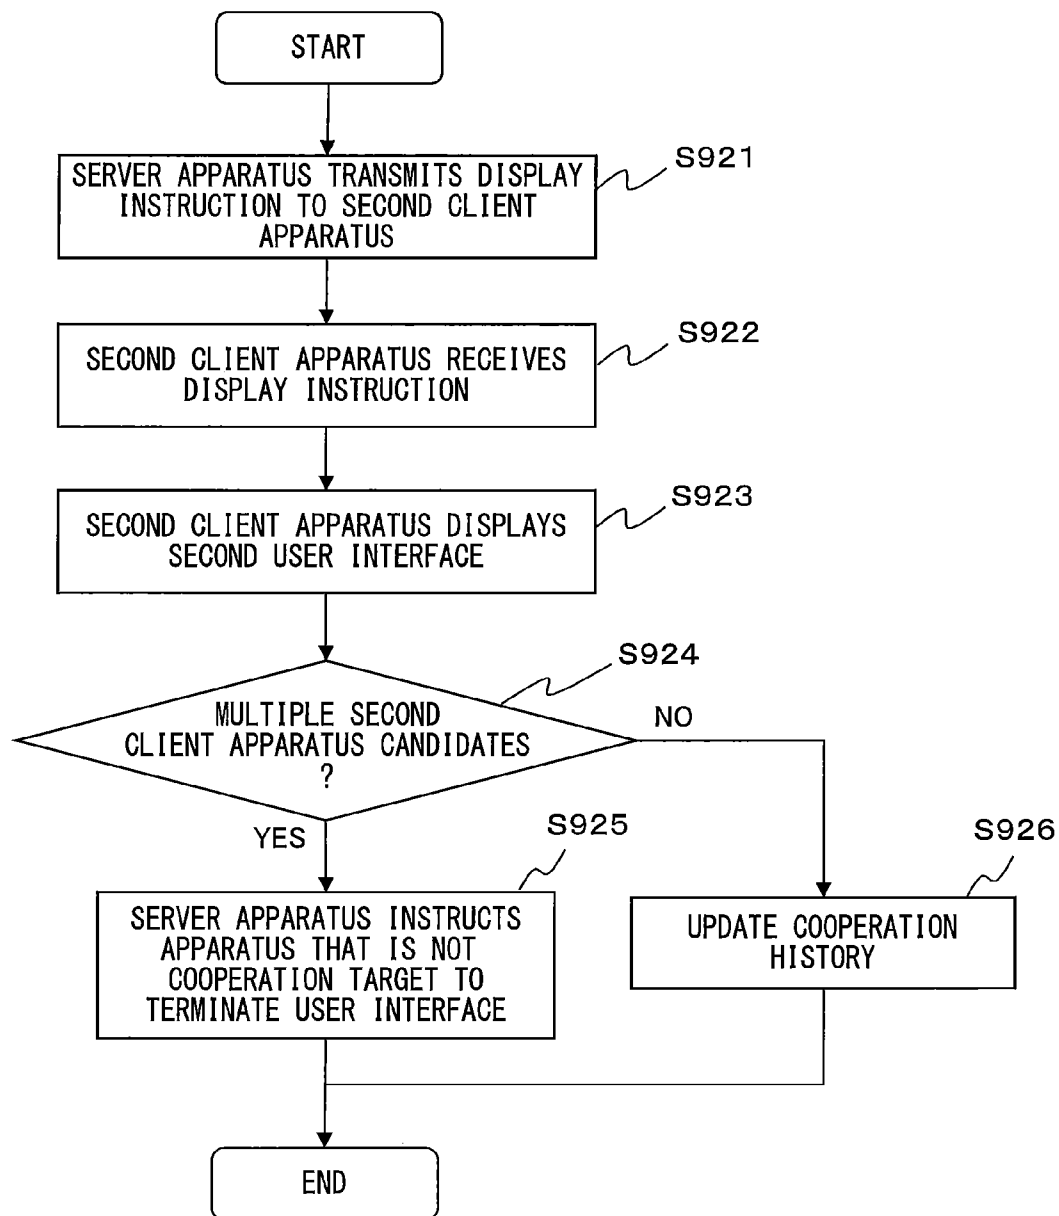 START
S921
SERVER APPARATUS TRANSMITS DISPLAY
INSTRUCTION TO SECOND CLIENT
APPARATUS
S922
SECOND CLIENT APPARATUS RECEIVES
DISPLAY INSTRUCTION
S923
SECOND CLIENT APPARATUS DISPLAYS
SECOND USER INTERFACE
S924
MULTIPLE SECOND
CLIENT APPARATUS CANDIDATES
?
NO
YES
S925
SERVER APPARATUS INSTRUCTS
APPARATUS THAT IS NOT
COOPERATION TARGET TO
TERMINATE USER INTERFACE
S926
UPDATE COOPERATION
HISTORY
END